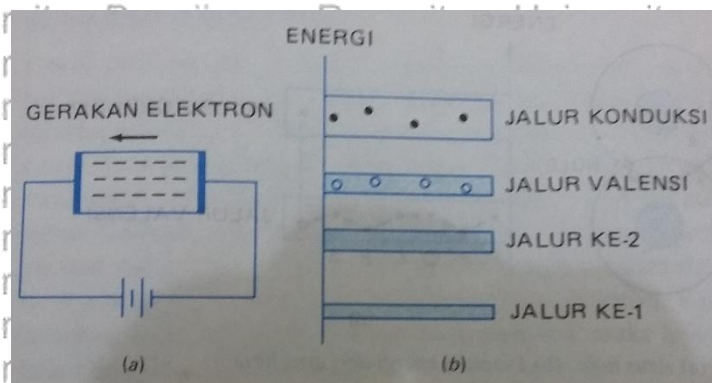 ENERGI
GERAKAN ELEKTRON
JALUR KONDUKSI
JALUR VALENSI
JALUR KE-2
JALUR KE-1
(a)
(b)